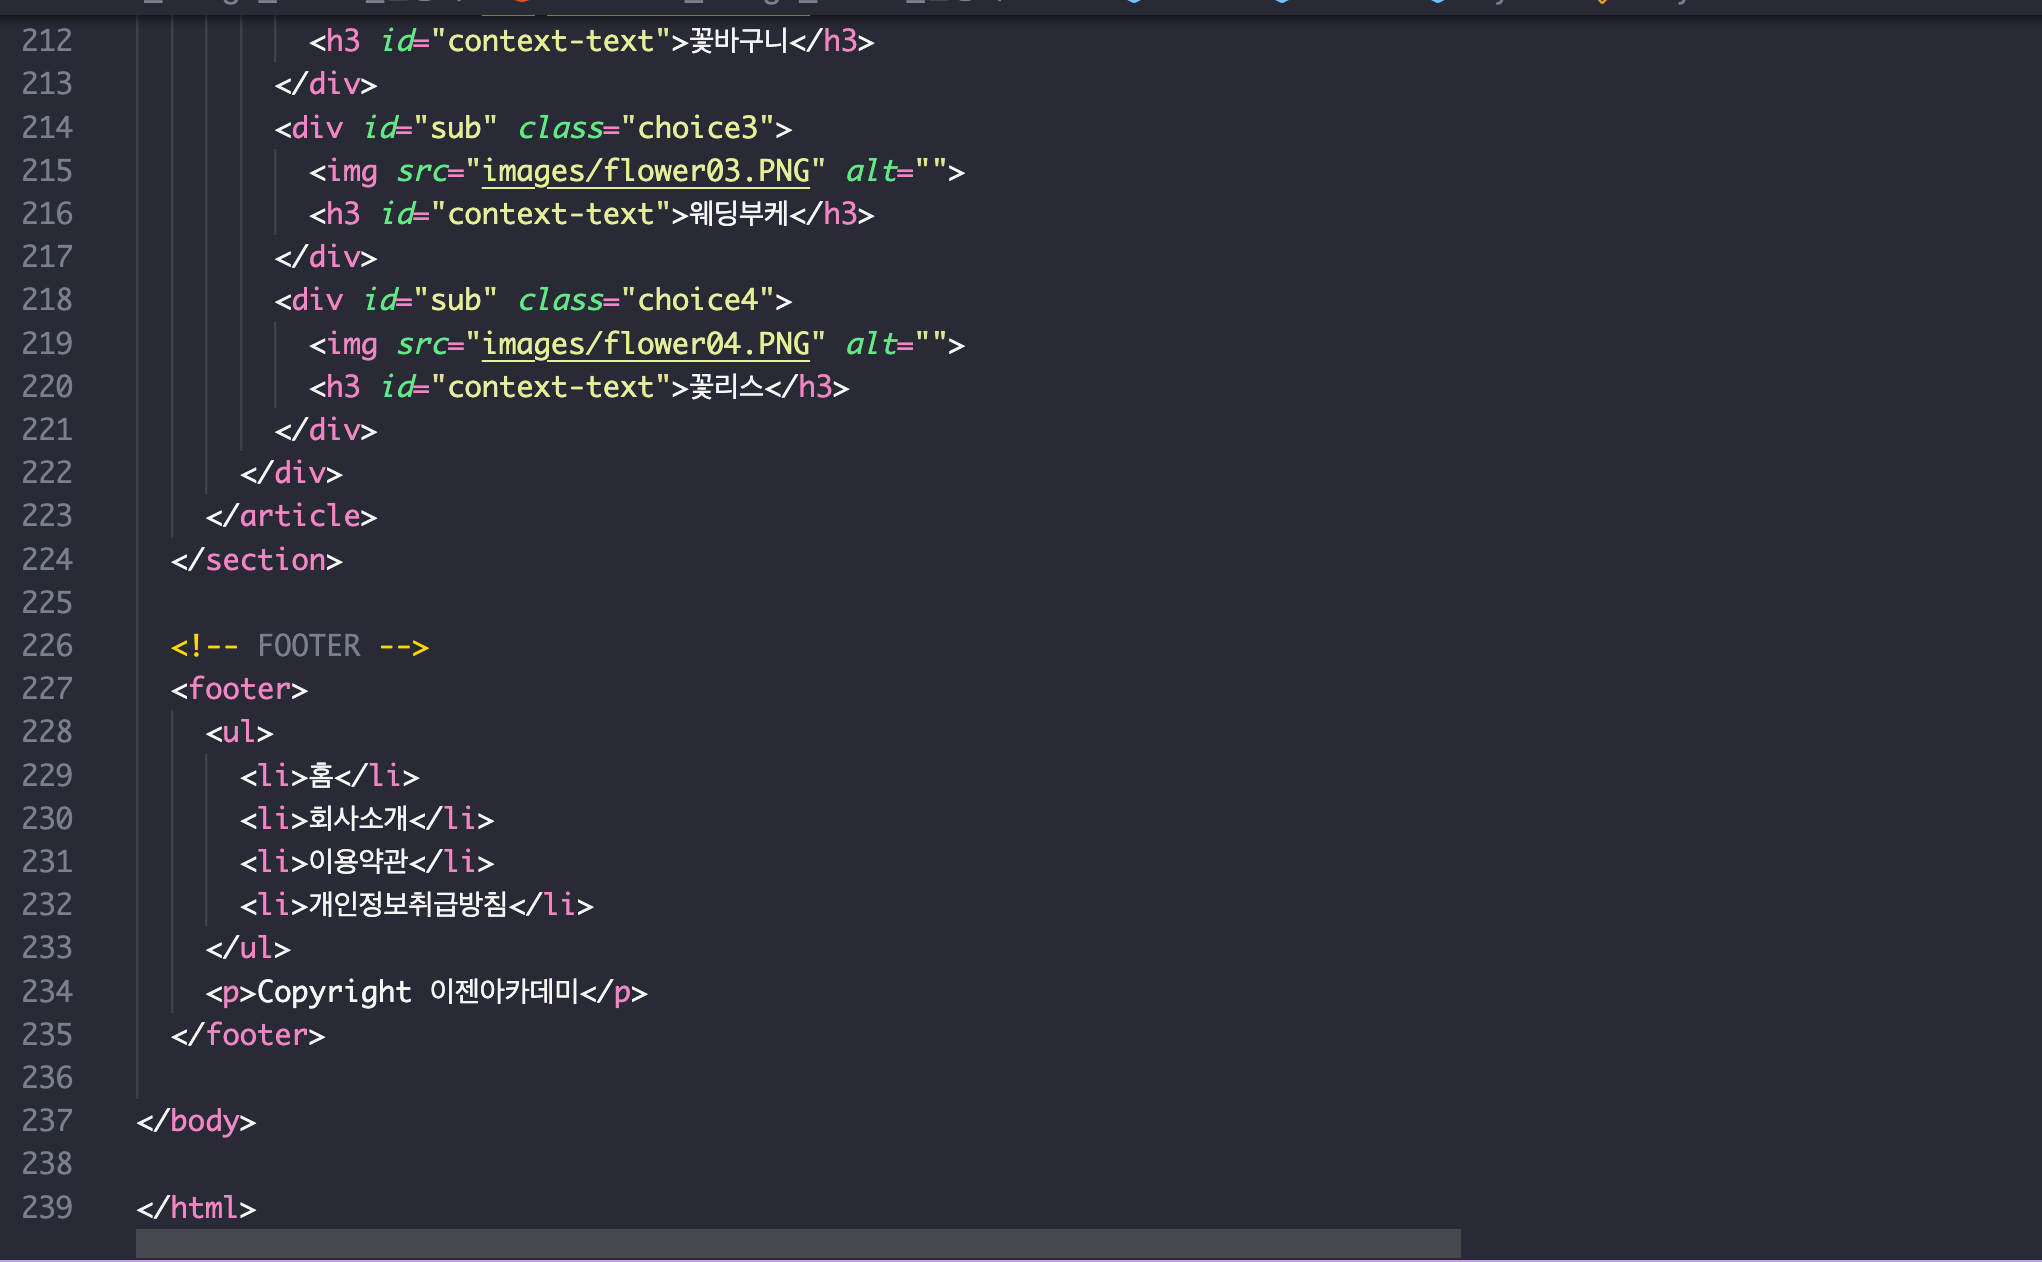 212 <h3 id="context-text">꽃바구니</h3>
213 </div>
214 <div id="sub" class="choice3">
215 <img src="images/flower03.PNG" alt="">
216 <h3 id="context-text">웨딩부케</h3>
217 </div>
218 <div id="sub" class="choice4">
219 <img src="images/flower04.PNG" alt="">
220 <h3 id="context-text">꽃리스</h3>
221 </div>
222 </div>
223 </article>
224 </section>
225
226 <!-- FOOTER -->
227 <footer>
228 <ul>
229 <li>홈</li>
230 <li>회사소개</li>
231 <li>이용약관</li>
232 <li>개인정보취급방침</li>
233 </ul>
234 <p>Copyright 이젠아카데미</p>
235 </footer>
236
237 </body>
238
239 </html>